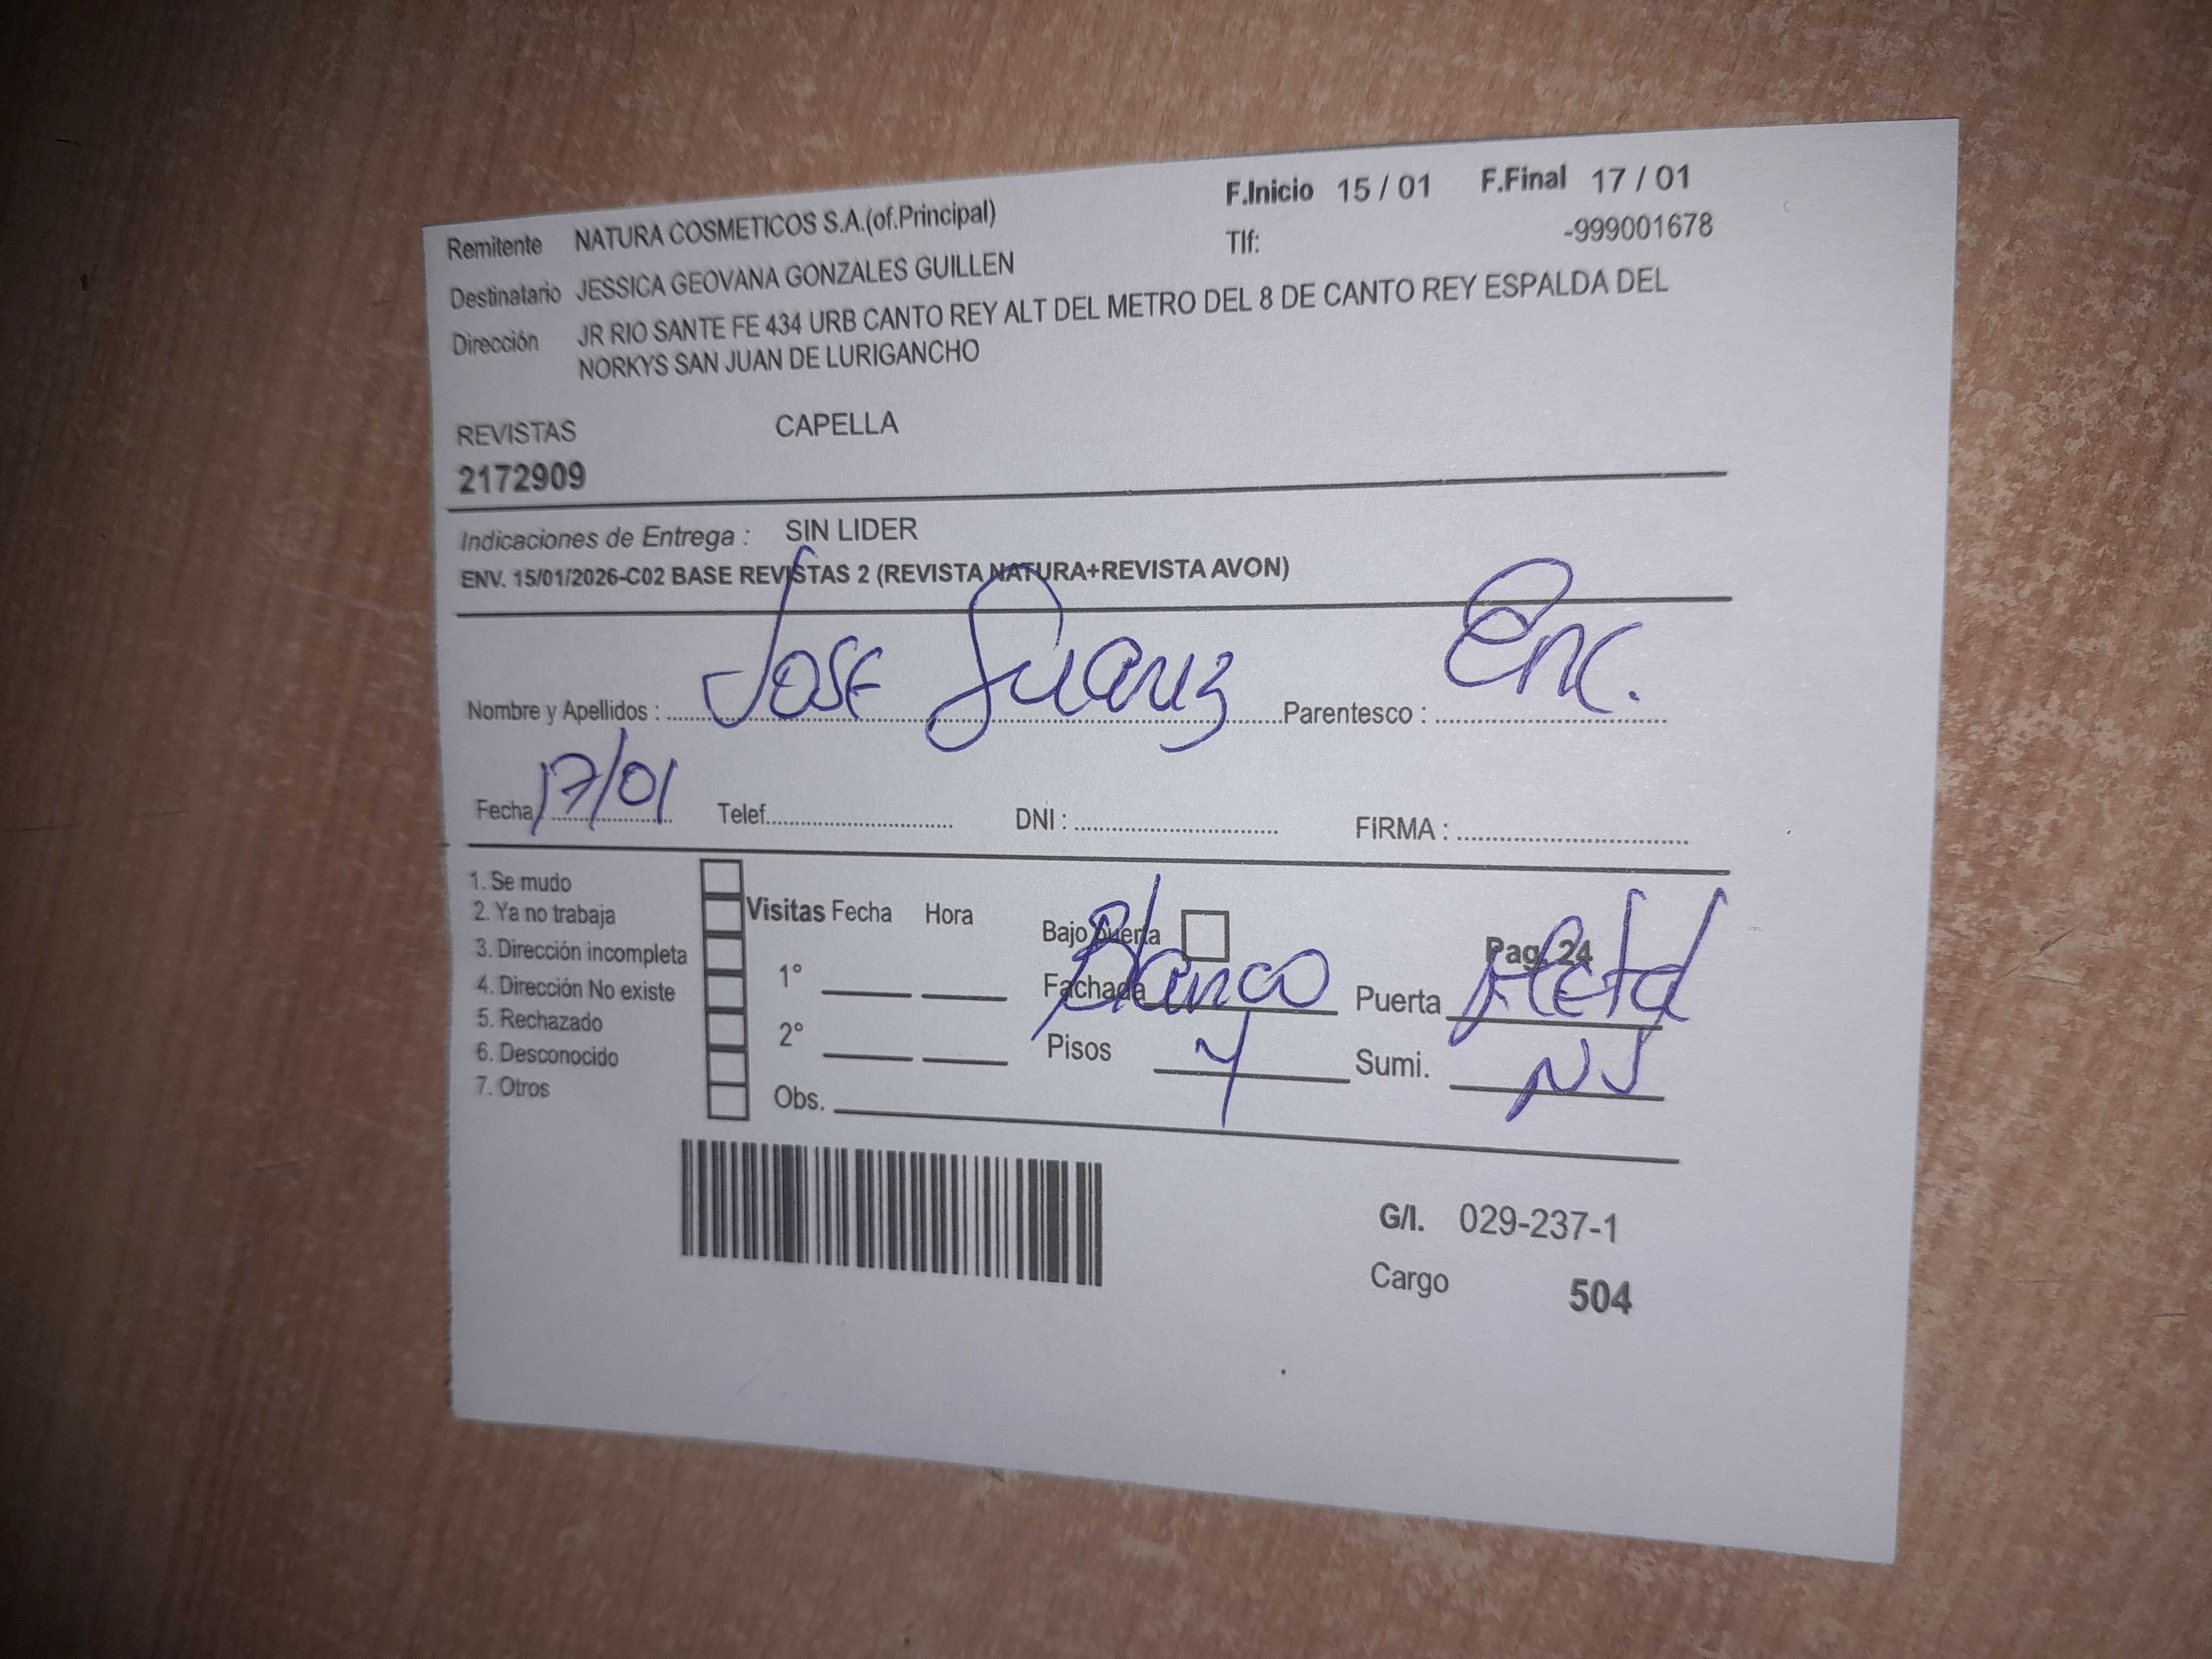 Remitente NATURA COSMETICOS S.A.(of.Principal) F.Inicio 15 / 01 F.Final 17 / 01
Tlf: -999001678
Destinatario JESSICA GEOVANA GONZALES GUILLEN
Dirección JR RIO SANTE FE 434 URB CANTO REY ALT DEL METRO DEL 8 DE CANTO REY ESPALDA DEL
NORKYS SAN JUAN DE LURIGANCHO
REVISTAS CAPELLA
2172909
Indicaciones de Entrega : SIN LIDER
ENV. 15/01/2026-C02 BASE REVISTAS 2 (REVISTA NATURA+REVISTA AVON)
Nombre y Apellidos : Jose Suarez Parentesco : Enc.
Fecha 17/01 Telef. DNI : FIRMA :
1. Se mudo
2. Ya no trabaja
3. Dirección incompleta
4. Dirección No existe
5. Rechazado
6. Desconocido
7. Otros
Visitas Fecha Hora
1°
2°
Obs.
Bajo puerta Pag. 24
Fachada Blanco Puerta Metal
Pisos 4 Sumi. NJ
G/I. 029-237-1
Cargo 504